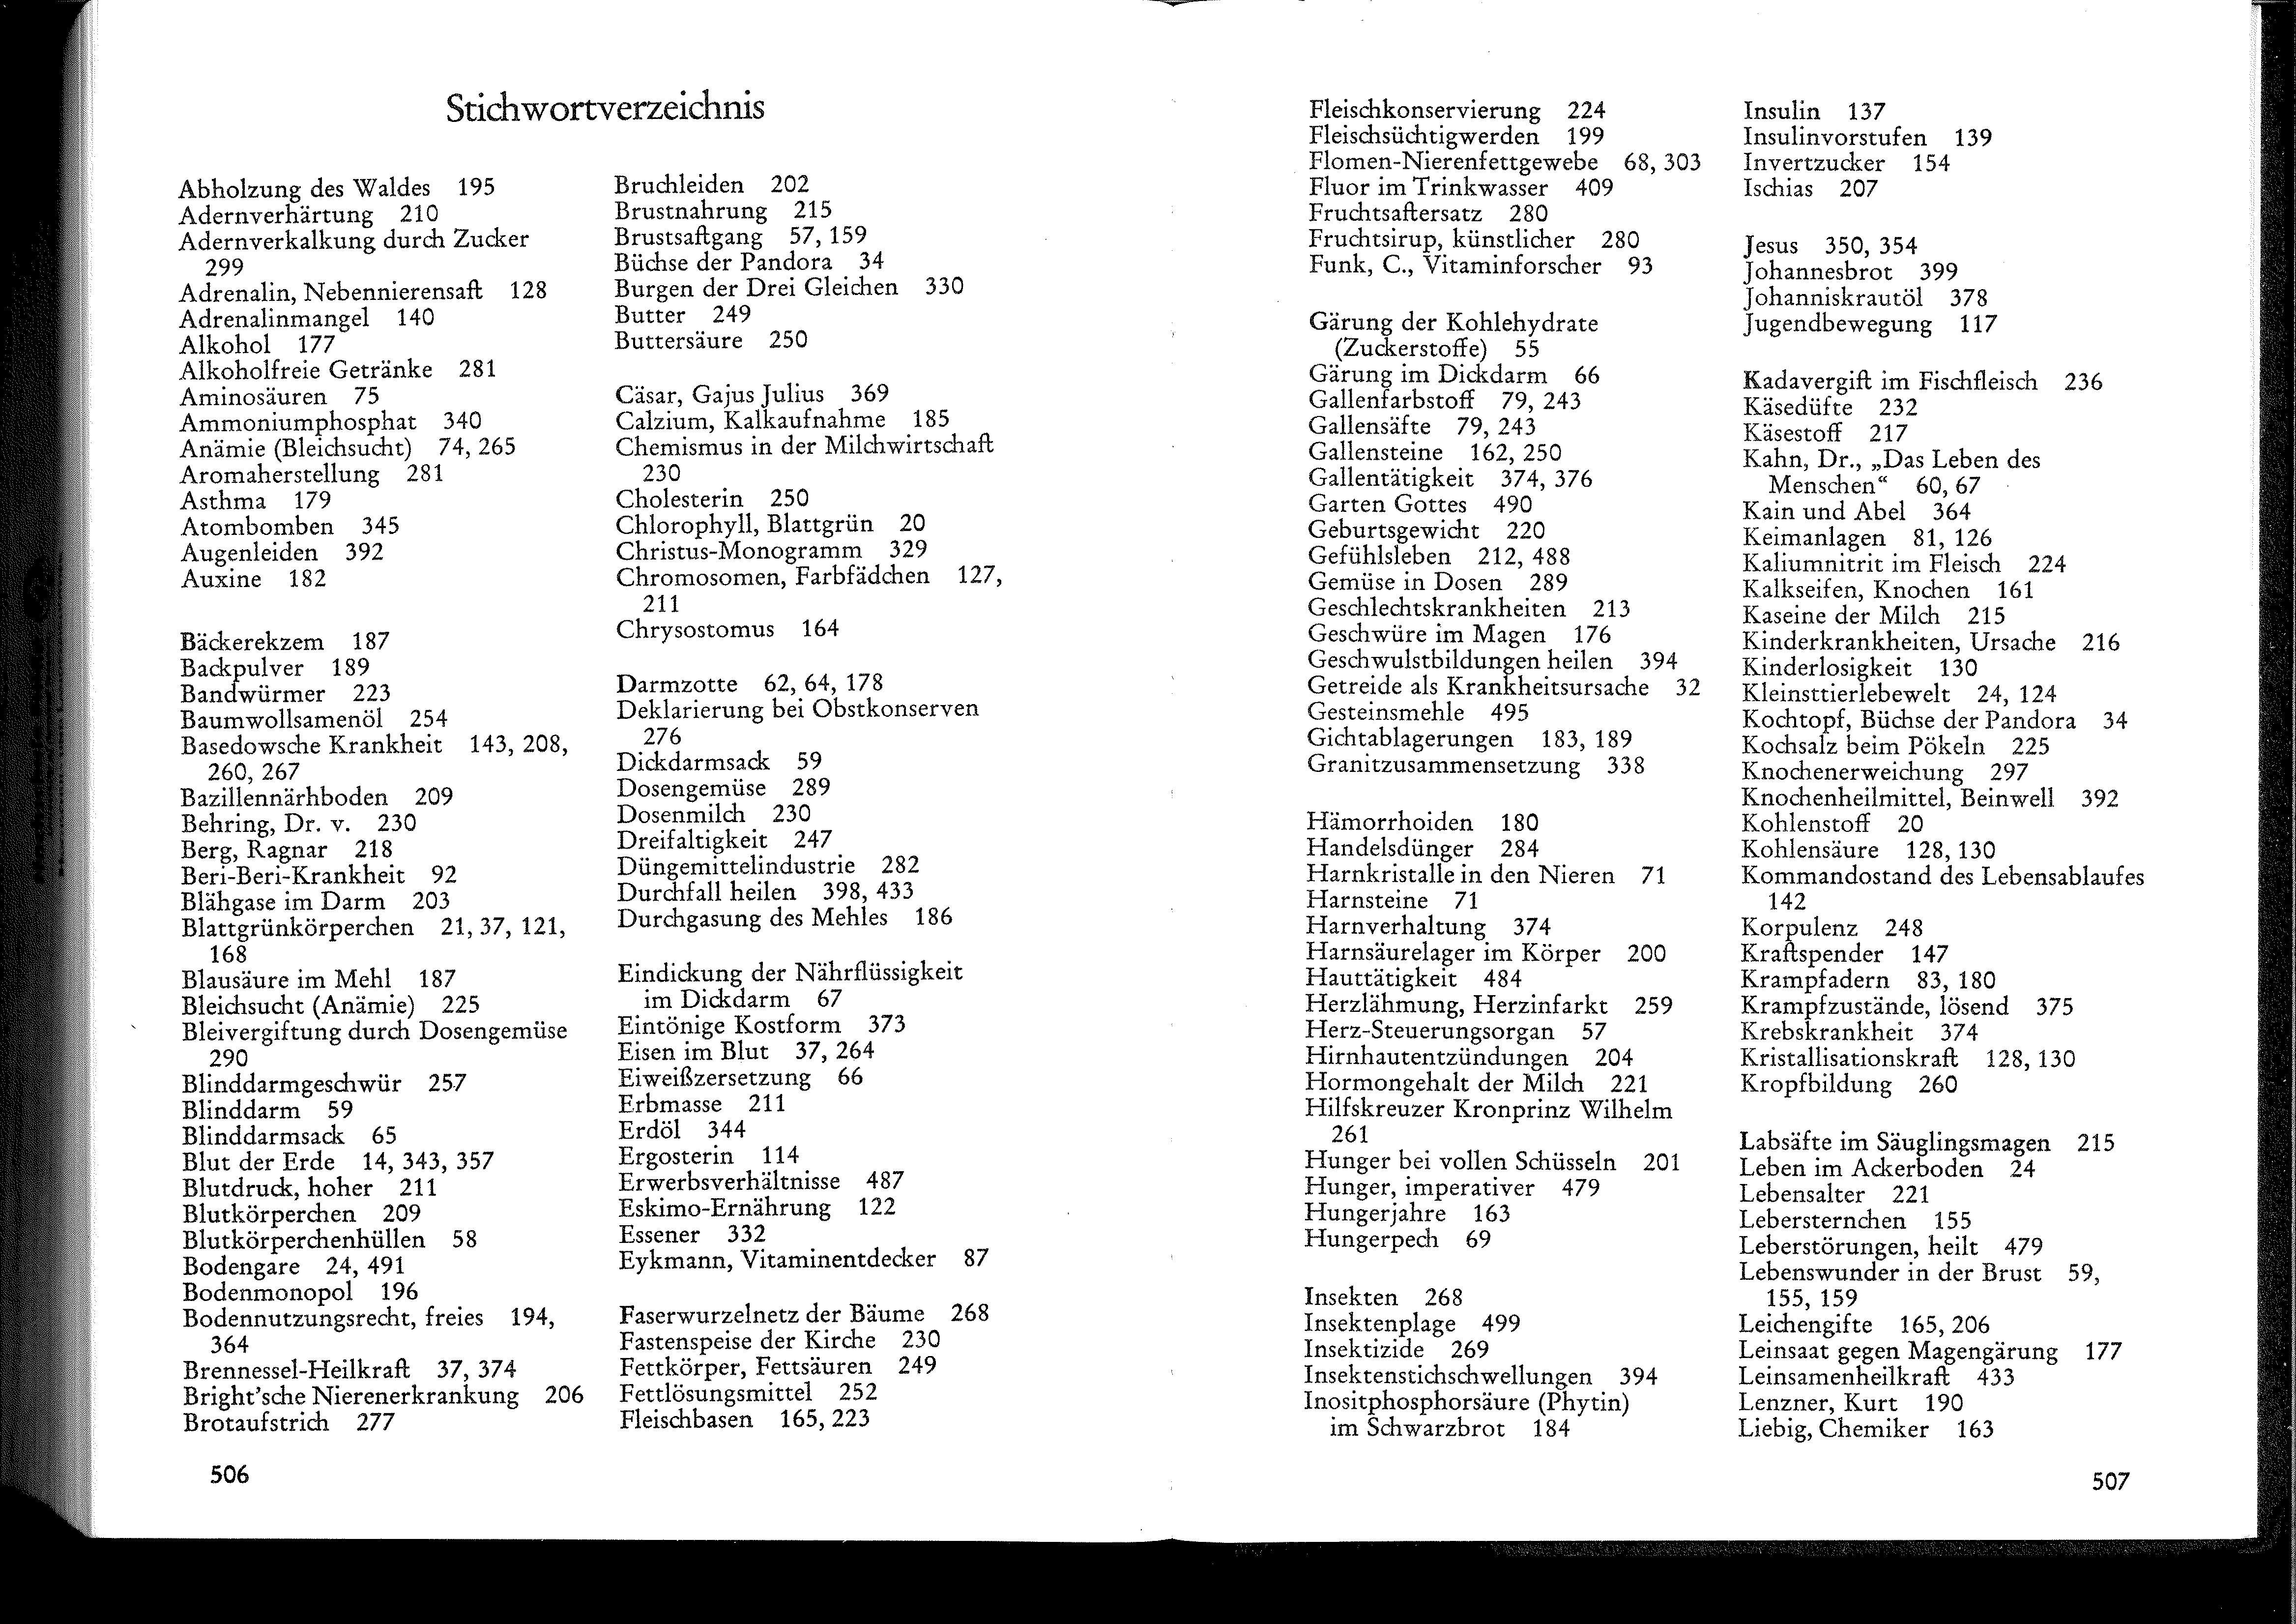 Stichwortverzeichnis
Abholzung des Waldes 195
Adernverhärtung 210
Adernverkalkung durch Zucker
299
Adrenalin, Nebennierensaft 128
Adrenalinmangel 140
Alkohol 177
Alkoholfreie Getränke 281
Aminosäuren 75
Ammoniumphosphat 340
Anämie (Bleichsucht) 74, 265
Aromaherstellung 281
Asthma 179
Atombomben 345
Augenleiden 392
Auxine 182
Bäckerekzem 187
Backpulver 189
Bandwürmer 223
Baumwollsamenöl 254
Basedowsche Krankheit 143, 208,
260, 267
Bazillennärhboden 209
Behring, Dr. v. 230
Berg, Ragnar 218
Beri-Beri-Krankheit 92
Blähgase im Darm 203
Blattgrünkörperchen 21, 37, 121,
168
Blausäure im Mehl 187
Bleichsucht (Anämie) 225
Bleivergiftung durch Dosengemüse
290
Blinddarmgeschwür 257
Blinddarm 59
Blinddarmsack 65
Blut der Erde 14, 343, 357
Blutdruck, hoher 211
Blutkörperchen 209
Blutkörperchenhüllen 58
Bodengare 24, 491
Bodenmonopol 196
Bodennutzungsrecht, freies 194,
364
Brennessel-Heilkraft 37, 374
Bright'sche Nierenerkrankung 206
Brotaufstrich 277
Bruchleiden 202
Brustnahrung 215
Brustsaftgang 57, 159
Büchse der Pandora 34
Burgen der Drei Gleichen 330
Butter 249
Buttersäure 250
Cäsar, Gajus Julius 369
Calzium, Kalkaufnahme 185
Chemismus in der Milchwirtschaft
230
Cholesterin 250
Chlorophyll, Blattgrün 20
Christus-Monogramm 329
Chromosomen, Farbfädchen 127,
211
Chrysostomus 164
Darmzotte 62, 64, 178
Deklarierung bei Obstkonserven
276
Dickdarmsack 59
Dosengemüse 289
Dosenmilch 230
Dreifaltigkeit 247
Düngemittelindustrie 282
Durchfall heilen 398, 433
Durchgasung des Mehles 186
Eindickung der Nährflüssigkeit
im Dickdarm 67
Eintönige Kostform 373
Eisen im Blut 37, 264
Eiweißzersetzung 66
Erbmasse 211
Erdöl 344
Ergosterin 114
Erwerbsverhältnisse 487
Eskimo-Ernährung 122
Essener 332
Eykmann, Vitaminentdecker 87
Faserwurzelnetz der Bäume 268
Fastenspeise der Kirche 230
Fettkörper, Fettsäuren 249
Fettlösungsmittel 252
Fleischbasen 165, 223
506
Fleischkonservierung 224
Fleischsüchtigwerden 199
Flomen-Nierenfettgewebe 68, 303
Fluor im Trinkwasser 409
Fruchtsaftersatz 280
Fruchtsirup, künstlicher 280
Funk, C., Vitaminforscher 93
Gärung der Kohlehydrate
(Zuckerstoffe) 55
Gärung im Dickdarm 66
Gallenfarbstoff 79, 243
Gallensäfte 79, 243
Gallensteine 162, 250
Gallentätigkeit 374, 376
Garten Gottes 490
Geburtsgewicht 220
Gefühlsleben 212, 488
Gemüse in Dosen 289
Geschlechtskrankheiten 213
Geschwüre im Magen 176
Geschwulstbildungen heilen 394
Getreide als Krankheitsursache 32
Gesteinsmehle 495
Gichtablagerungen 183, 189
Granitzusammensetzung 338
Hämorrhoiden 180
Handelsdünger 284
Harnkristalle in den Nieren 71
Harnsteine 71
Harnverhaltung 374
Harnsäurelager im Körper 200
Hauttätigkeit 484
Herzlähmung, Herzinfarkt 259
Herz-Steuerungsorgan 57
Hirnhautentzündungen 204
Hormongehalt der Milch 221
Hilfskreuzer Kronprinz Wilhelm
261
Hunger bei vollen Schüsseln 201
Hunger, imperativer 479
Hungerjahre 163
Hungerpech 69
Insekten 268
Insektenplage 499
Insektizide 269
Insektenstichschwellungen 394
Inositphosphorsäure (Phytin)
im Schwarzbrot 184
Insulin 137
Insulinvorstufen 139
Invertzucker 154
Ischias 207
Jesus 350, 354
Johannesbrot 399
Johanniskrautöl 378
Jugendbewegung 117
Kadavergift im Fischfleisch 236
Käsedüfte 232
Käsestoff 217
Kahn, Dr., „Das Leben des
Menschen“ 60, 67
Kain und Abel 364
Keimanlagen 81, 126
Kaliumnitrit im Fleisch 224
Kalkseifen, Knochen 161
Kaseine der Milch 215
Kinderkrankheiten, Ursache 216
Kinderlosigkeit 130
Kleinsttierlebewelt 24, 124
Kochtopf, Büchse der Pandora 34
Kochsalz beim Pökeln 225
Knochenerweichung 297
Knochenheilmittel, Beinwell 392
Kohlenstoff 20
Kohlensäure 128, 130
Kommandostand des Lebensablaufes
142
Korpulenz 248
Kraftspender 147
Krampfadern 83, 180
Krampfzustände, lösend 375
Krebskrankheit 374
Kristallisationskraft 128, 130
Kropfbildung 260
Labsäfte im Säuglingsmagen 215
Leben im Ackerboden 24
Lebensalter 221
Lebersternchen 155
Leberstörungen, heilt 479
Lebenswunder in der Brust 59,
155, 159
Leichengifte 165, 206
Leinsaat gegen Magengärung 177
Leinsamenheilkraft 433
Lenzner, Kurt 190
Liebig, Chemiker 163
507